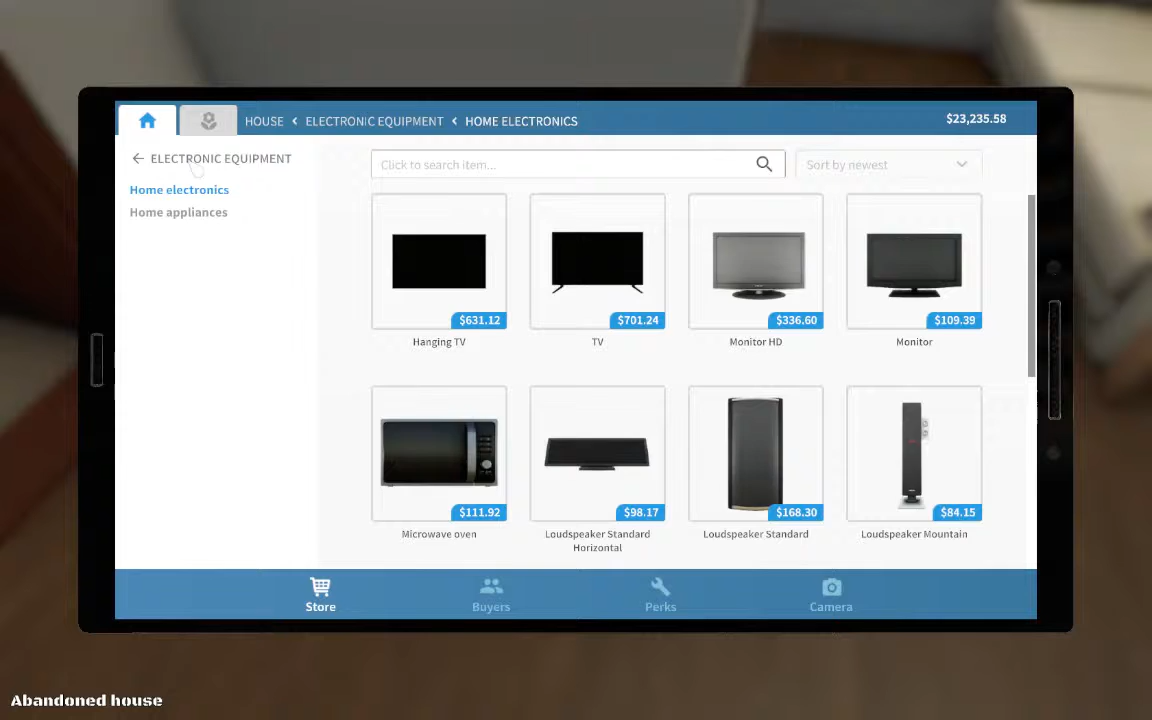 HOUSE < ELECTRONIC EQUIPMENT < HOME ELECTRONICS
$23,235.58
ELECTRONIC EQUIPMENT
Home electronics
Home appliances
Click to search item...
Sort by newest
$631.12
$701.24
$336.60
$109.39
Hanging TV
TV
Monitor HD
Monitor
$111.92
$98.17
$168.30
$84.15
Microwave oven
Loudspeaker Standard
Horizontal
Loudspeaker Standard
Loudspeaker Mountain
Store
Buyers
Perks
Camera
Abandoned house